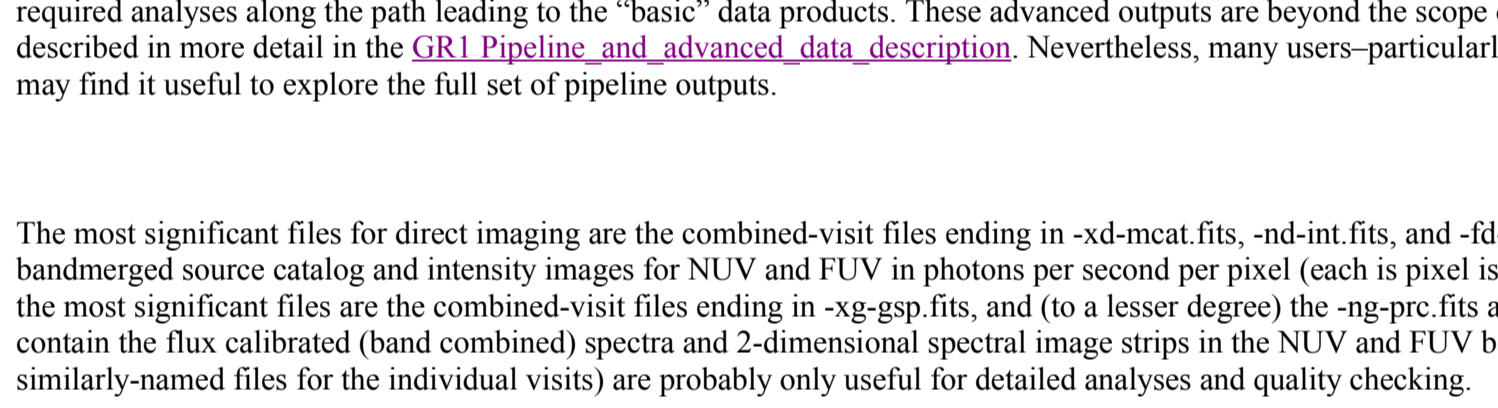 required analyses along the path leading to the “basic” data products. These advanced outputs are beyond the scope
described in more detail in the GR1 Pipeline_and_advanced_data_description. Nevertheless, many users–particularl
may find it useful to explore the full set of pipeline outputs.
The most significant files for direct imaging are the combined-visit files ending in -xd-mcat.fits, -nd-int.fits, and -fd
bandmerged source catalog and intensity images for NUV and FUV in photons per second per pixel (each is pixel is
the most significant files are the combined-visit files ending in -xg-gsp.fits, and (to a lesser degree) the -ng-prc.fits a
contain the flux calibrated (band combined) spectra and 2-dimensional spectral image strips in the NUV and FUV b
similarly-named files for the individual visits) are probably only useful for detailed analyses and quality checking.